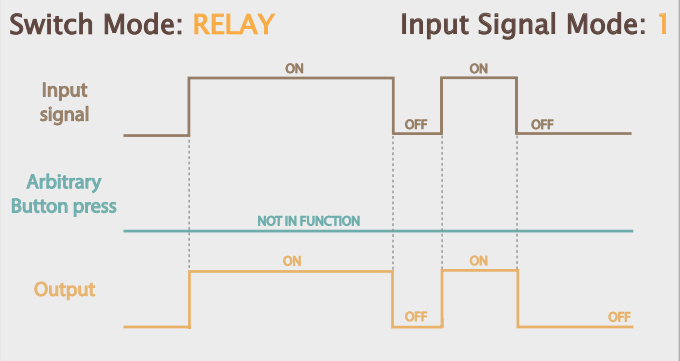 Switch Mode: RELAY
Input Signal Mode: 1
ON
ON
Input
signal
OFF
OFF
Arbitrary
Button press
NOT IN FUNCTION
ON
ON
Output
OFF
OFF